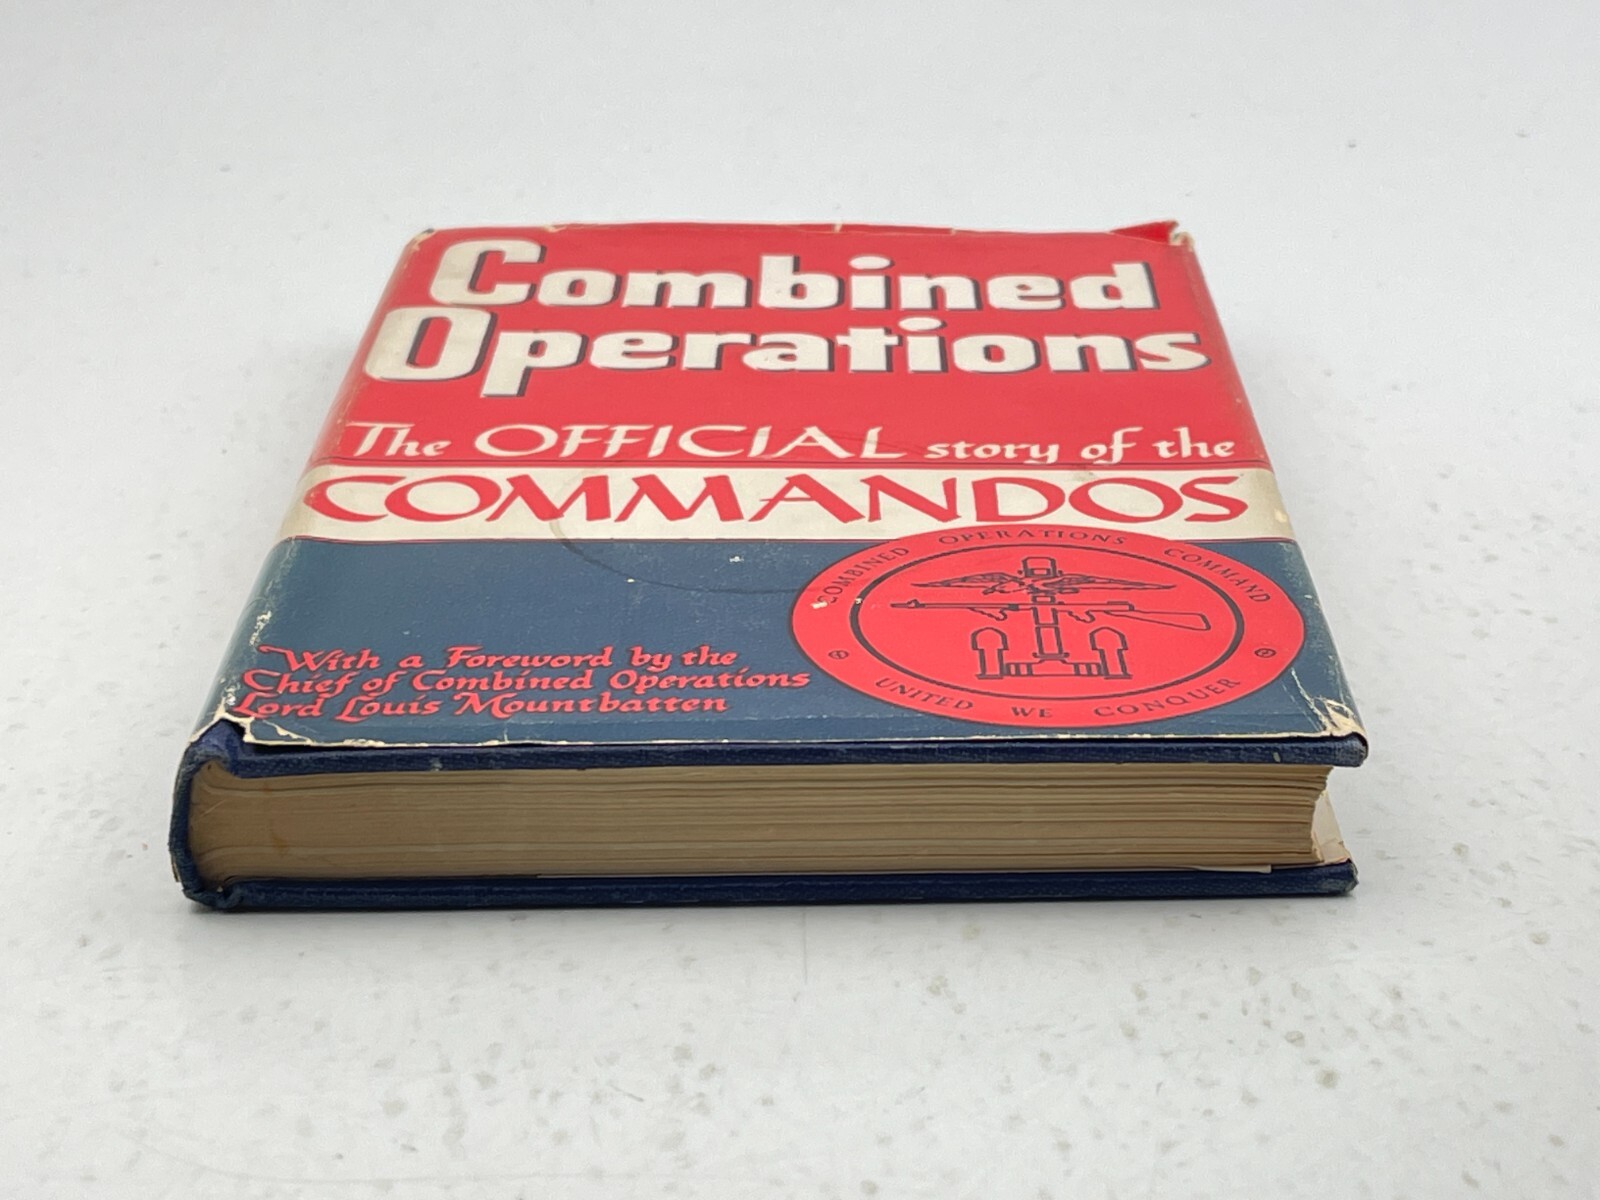 Combined
Operations
The OFFICIAL story of the
COMMANDOS
COMBINED OPERATIONS COMMAND
UNITED WE CONQUER
With a Foreword by the
Chief of Combined Operations
Lord Louis Mountbatten